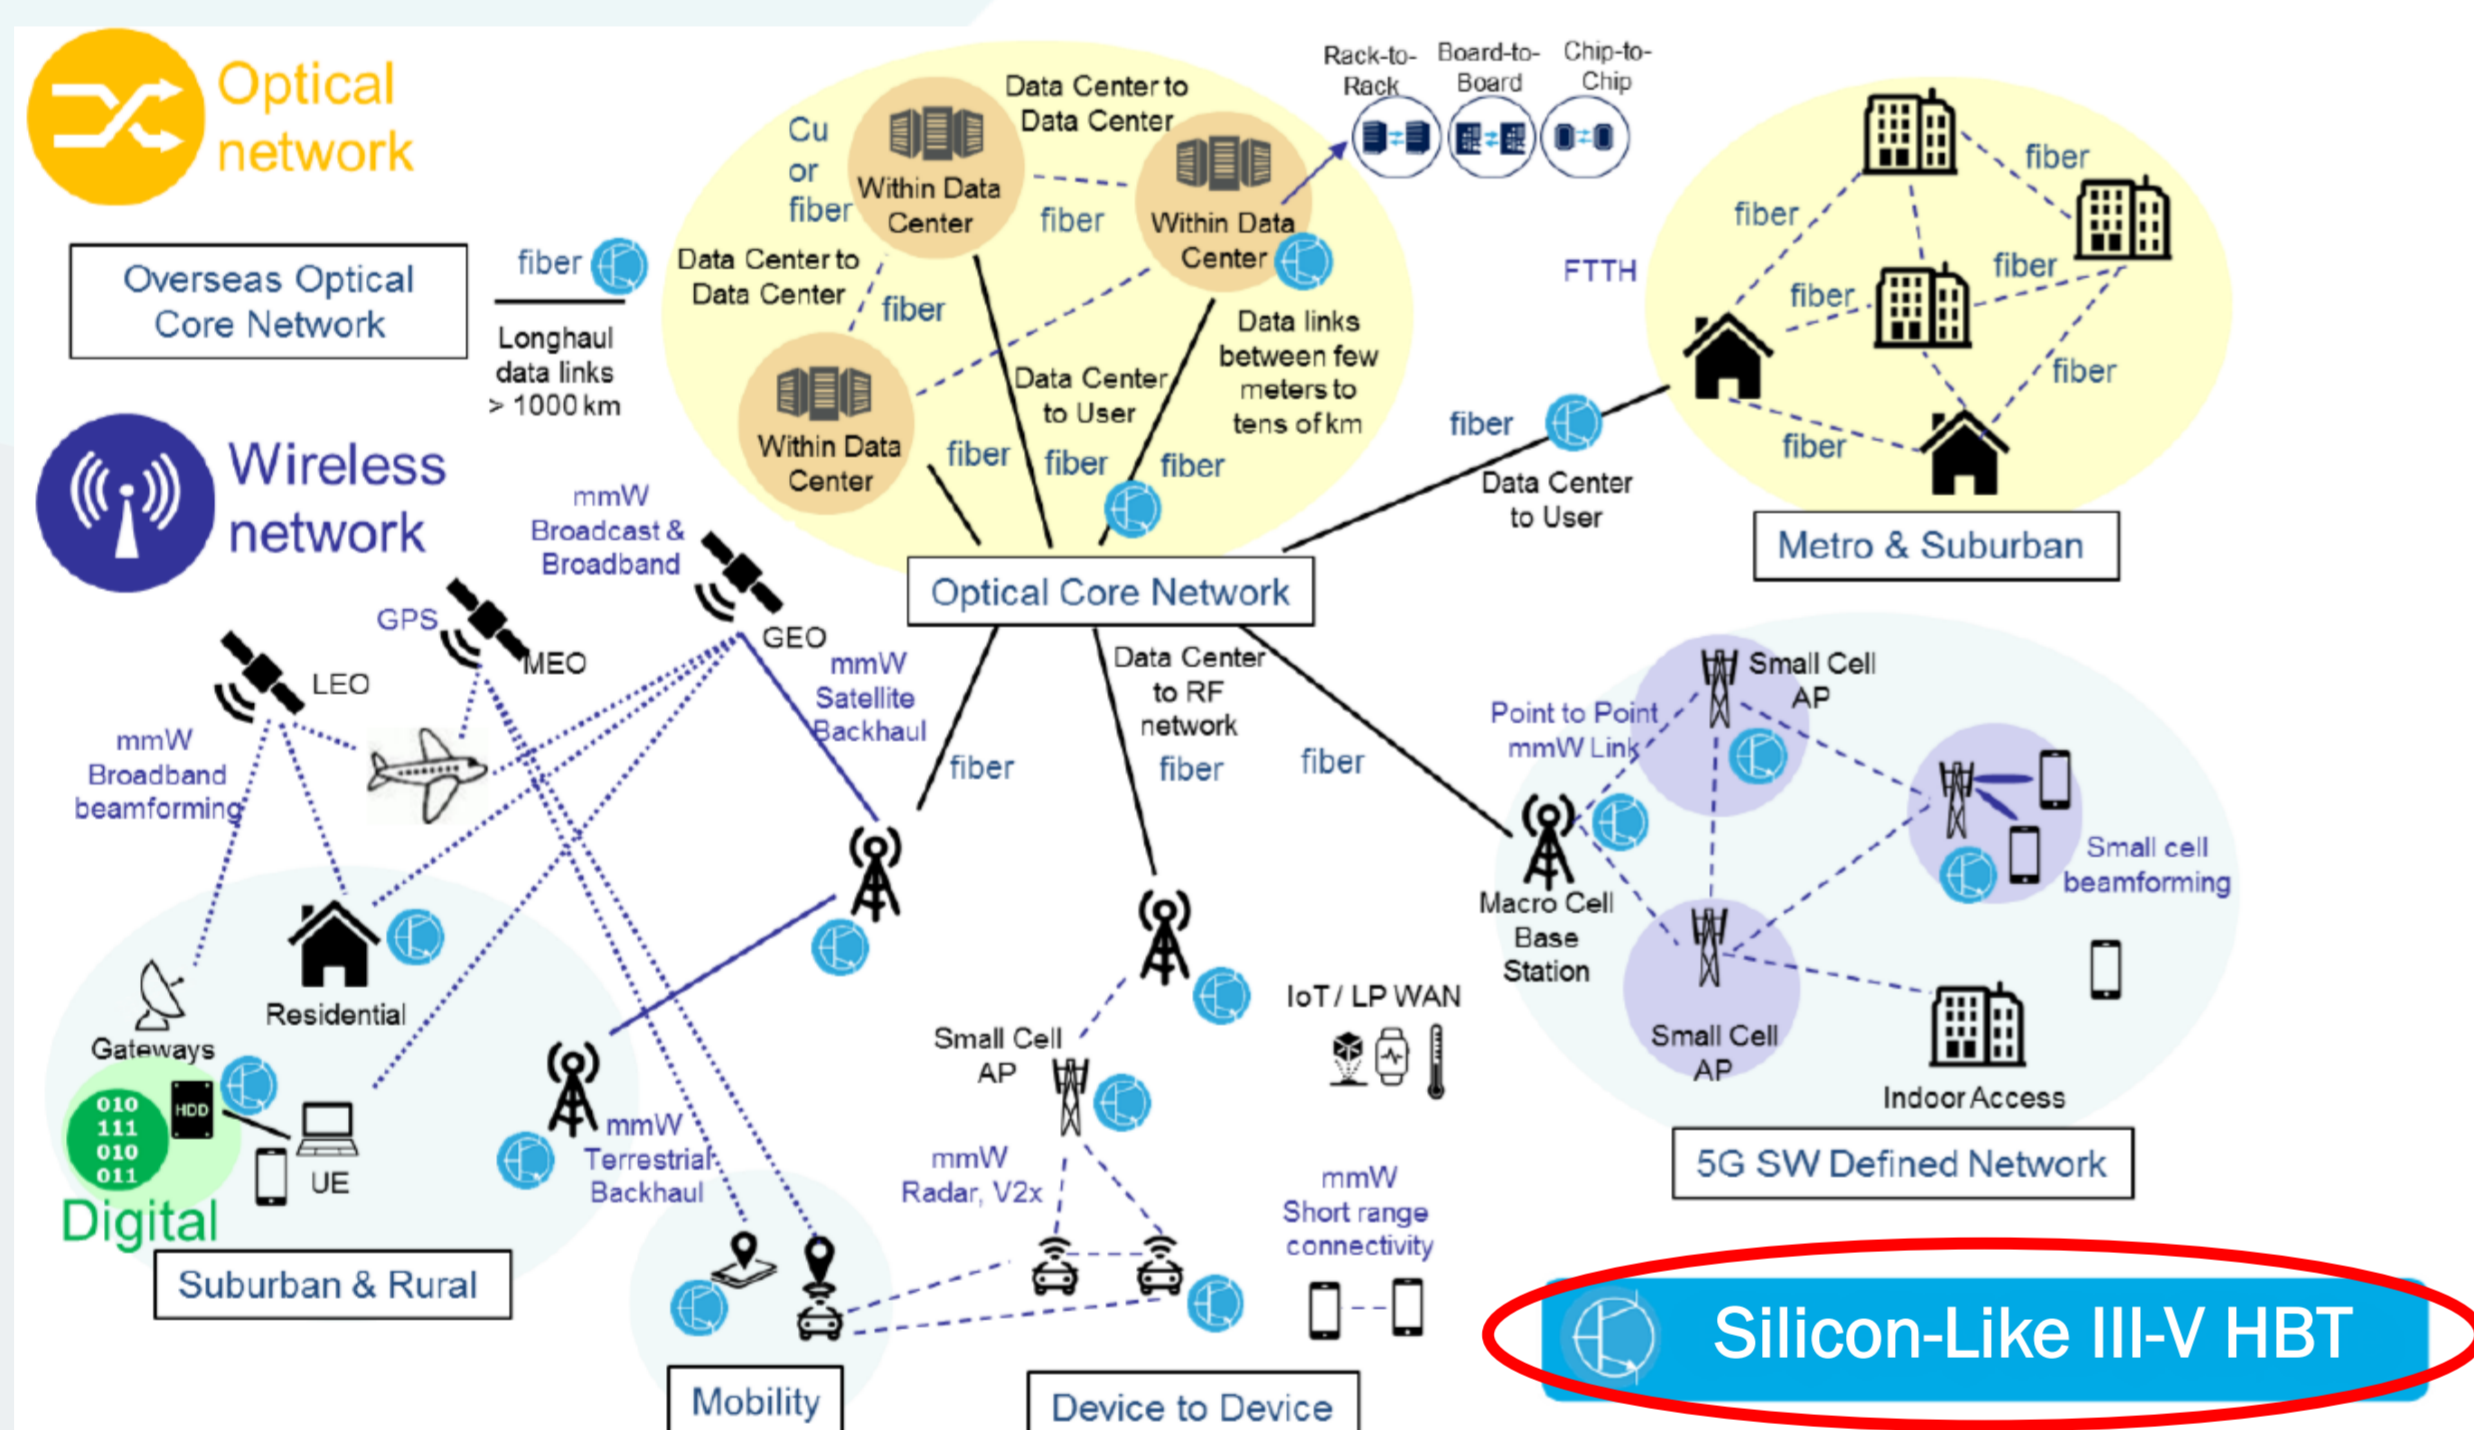 Optical
network
Overseas Optical
Core Network
fiber
Longhaul
data links
> 1000 km
Wireless
network
Cu
or
fiber
Within Data
Center
Data Center to
Data Center
fiber
Within Data
Center
Rack-to-
Rack
Board-to-
Board
Chip-to-
Chip
Data Center to
Data Center
fiber
Within Data
Center
Data Center
to User
Data links
between few
meters to
tens of km
fiber
fiber
fiber
Optical Core Network
fiber
Data Center
to User
FTTH
fiber
fiber
fiber
fiber
fiber
fiber
Metro & Suburban
mmW
Broadcast &
Broadband
GPS
LEO
MEO
GEO
mmW
Satellite
Backhaul
mmW
Broadband
beamforming
fiber
Data Center
to RF
network
fiber
fiber
Residential
Gateways
HDD
010
111
010
011
Digital
UE
Suburban & Rural
mmW
Terrestrial
Backhaul
Mobility
Small Cell
AP
mmW
Radar, V2x
IoT / LP WAN
mmW
Short range
connectivity
Device to Device
Point to Point
mmW Link
Small Cell
AP
Small cell
beamforming
Macro Cell
Base
Station
Small Cell
AP
Indoor Access
5G SW Defined Network
Silicon-Like III-V HBT